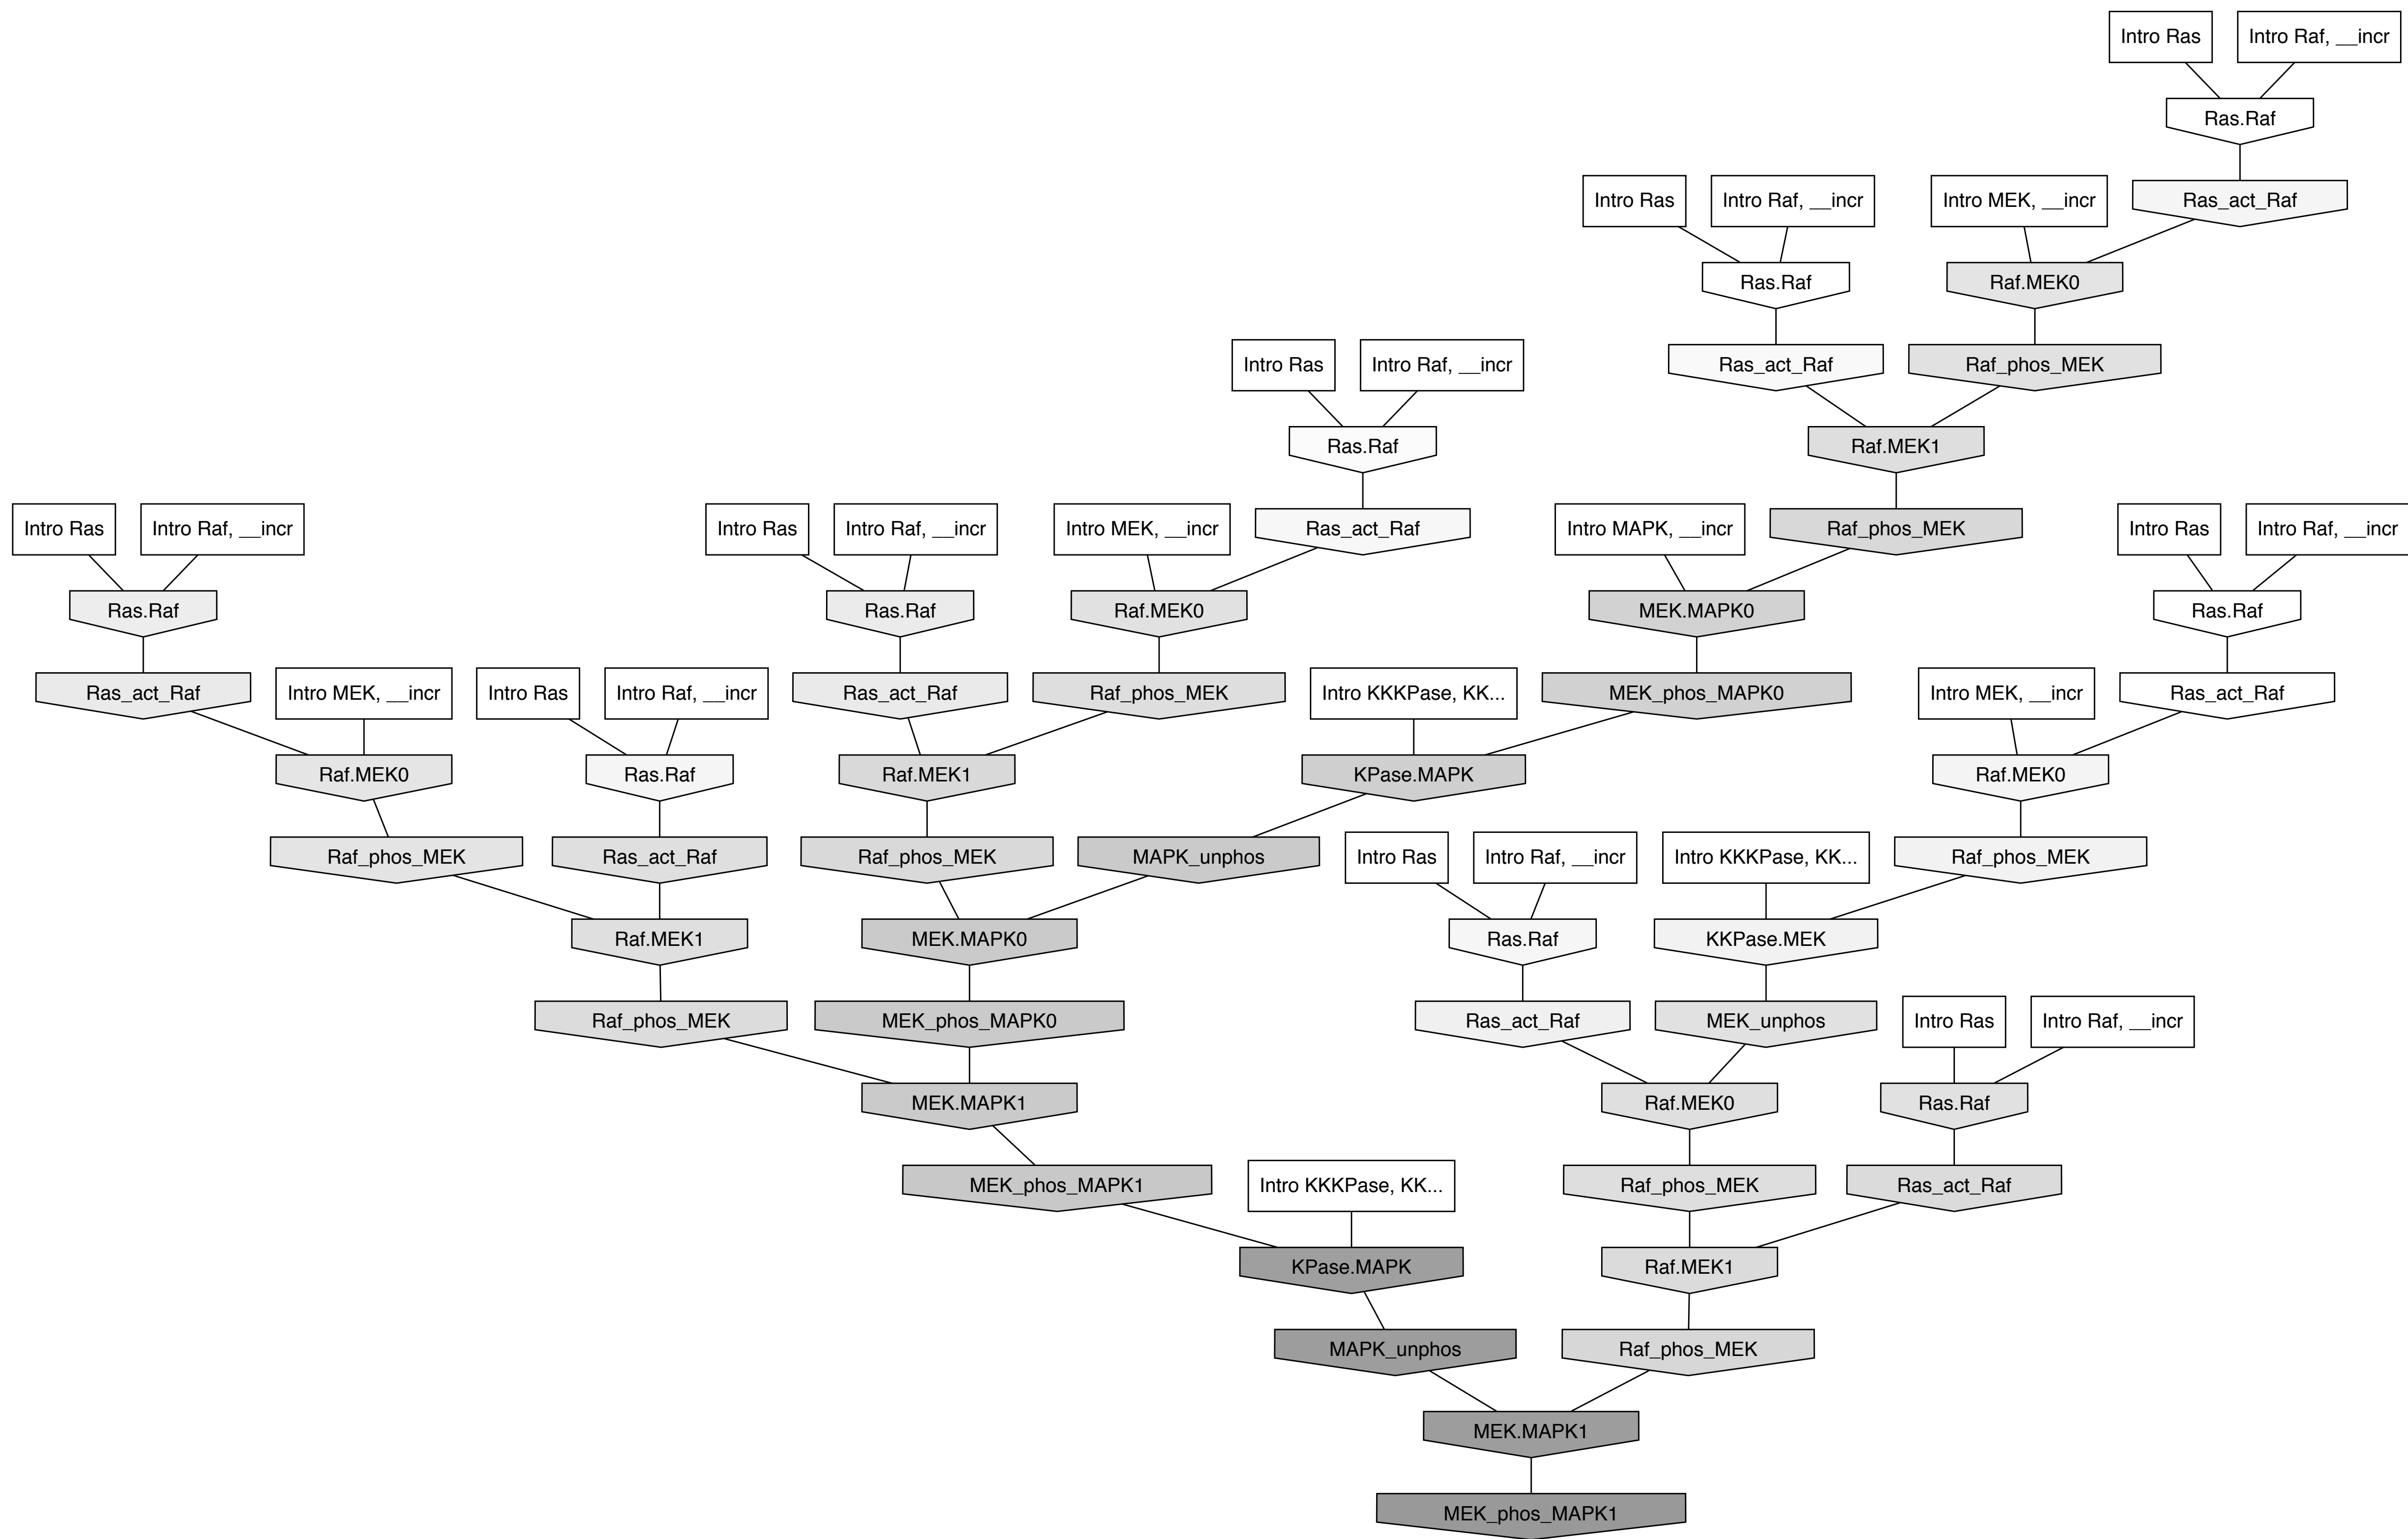 Intro Ras
Intro Raf, __incr
Ras.Raf
Intro Ras
Intro Raf, __incr
Intro MEK, __incr
Ras_act_Raf
Ras.Raf
Raf.MEK0
Intro Ras
Intro Raf, __incr
Ras_act_Raf
Raf_phos_MEK
Ras.Raf
Raf.MEK1
Intro Ras
Intro Raf, __incr
Intro Ras
Intro Raf, __incr
Intro MEK, __incr
Ras_act_Raf
Intro MAPK, __incr
Raf_phos_MEK
Intro Ras
Intro Raf, __incr
Ras.Raf
Ras.Raf
Raf.MEK0
MEK.MAPK0
Ras.Raf
Ras_act_Raf
Intro MEK, __incr
Intro Ras
Intro Raf, __incr
Ras_act_Raf
Raf_phos_MEK
Intro KKKPase, KK...
MEK_phos_MAPK0
Intro MEK, __incr
Ras_act_Raf
Raf.MEK0
Ras.Raf
Raf.MEK1
KPase.MAPK
Raf.MEK0
Raf_phos_MEK
Ras_act_Raf
Raf_phos_MEK
MAPK_unphos
Intro Ras
Intro Raf, __incr
Intro KKKPase, KK...
Raf_phos_MEK
Raf.MEK1
MEK.MAPK0
Ras.Raf
KKPase.MEK
Raf_phos_MEK
MEK_phos_MAPK0
Ras_act_Raf
MEK_unphos
Intro Ras
Intro Raf, __incr
MEK.MAPK1
Raf.MEK0
Ras.Raf
MEK_phos_MAPK1
Intro KKKPase, KK...
Raf_phos_MEK
Ras_act_Raf
KPase.MAPK
Raf.MEK1
MAPK_unphos
Raf_phos_MEK
MEK.MAPK1
MEK_phos_MAPK1